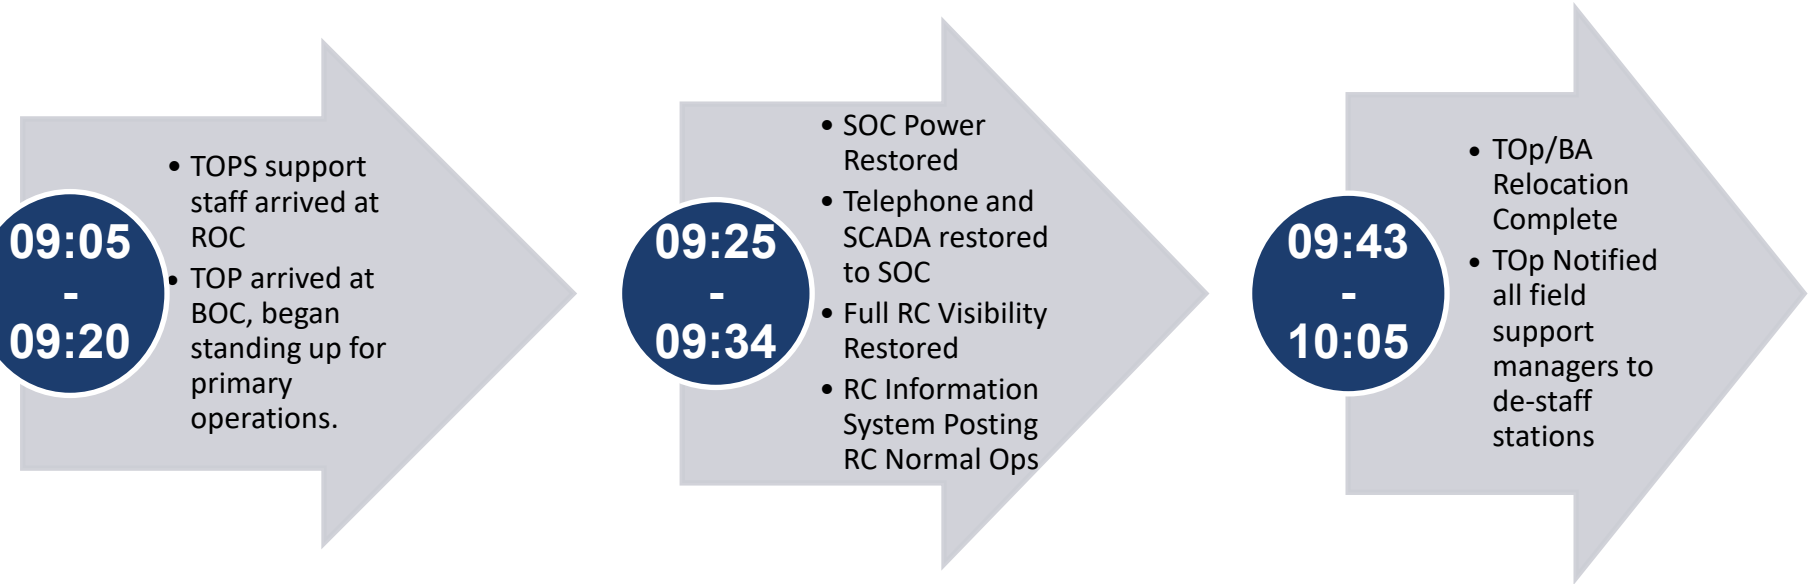 09:05
-
09:20
• TOPS support
staff arrived at
ROC
• TOP arrived at
BOC, began
standing up for
primary
operations.
09:25
-
09:34
• SOC Power
Restored
• Telephone and
SCADA restored
to SOC
• Full RC Visibility
Restored
• RC Information
System Posting
RC Normal Ops
09:43
-
10:05
• TOp/BA
Relocation
Complete
• TOp Notified
all field
support
managers to
de-staff
stations